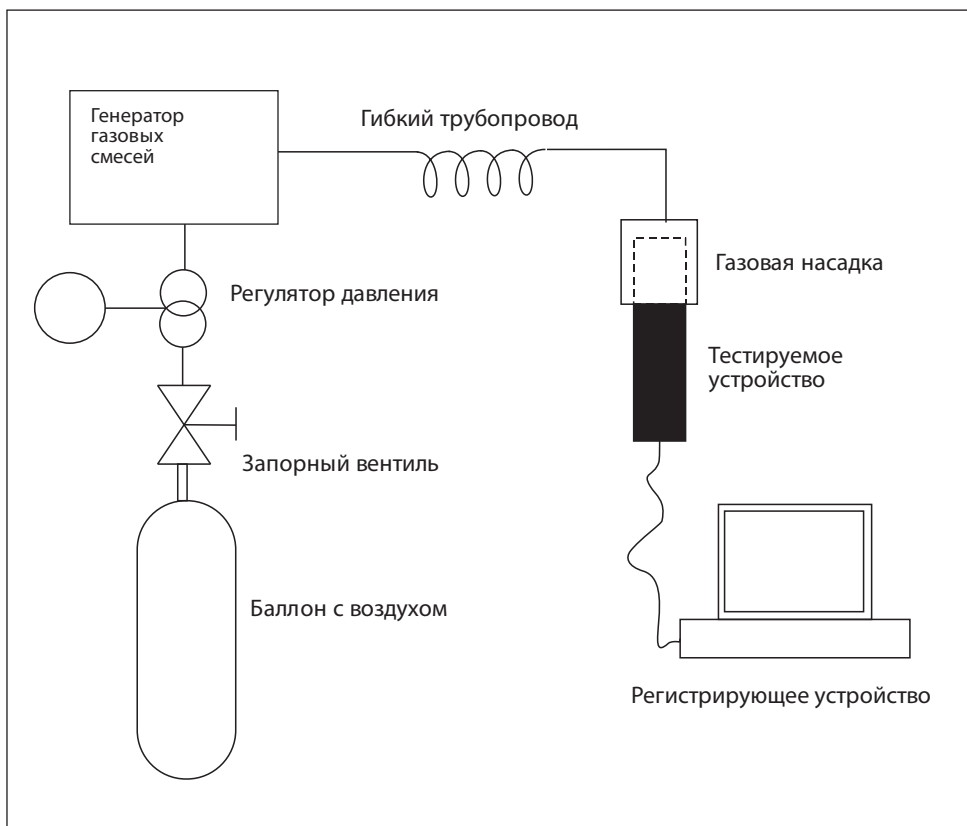 Генератор
газовых
смесей
Гибкий трубопровод
Газовая насадка
Регулятор давления
Тестируемое
устройство
Запорный вентиль
Баллон с воздухом
Регистрирующее устройство